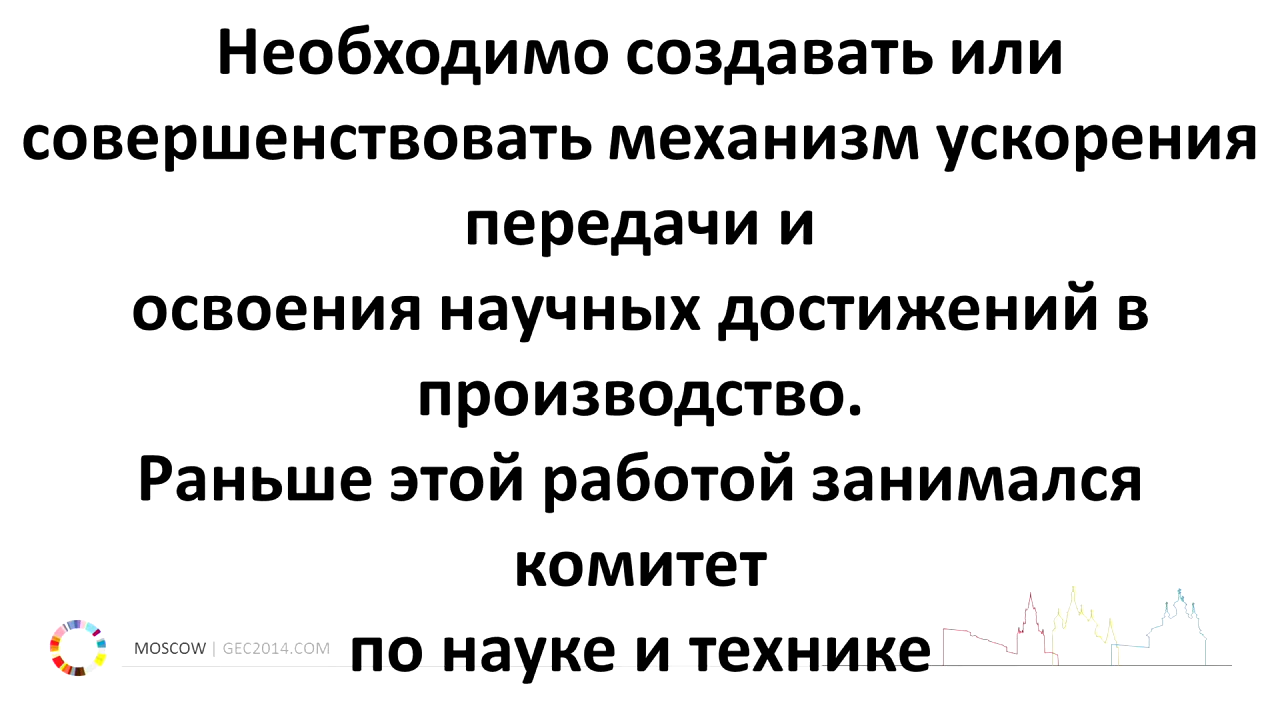 Необходимо создавать или
совершенствовать механизм ускорения
передачи и
освоения научных достижений в
производство.
Раньше этой работой занимался
комитет
по науке и технике
MOSCOW | GEC2014.COM